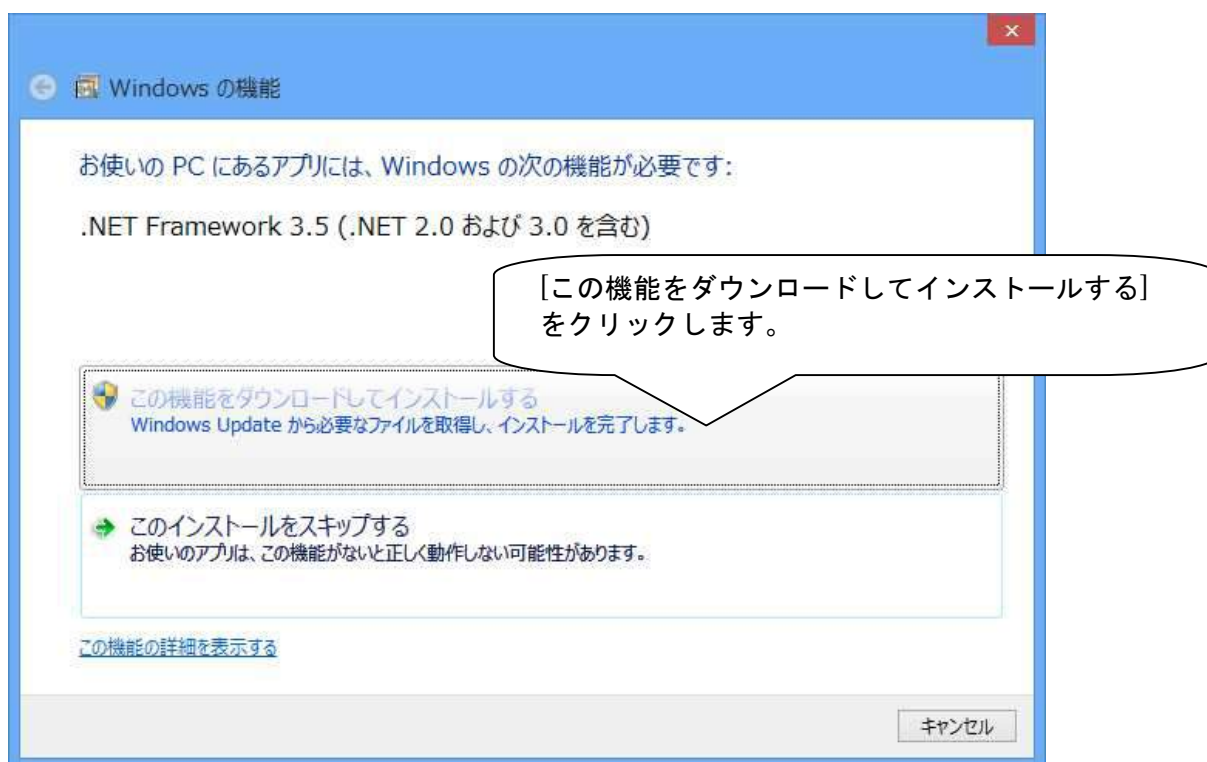 Windows の機能
お使いの PC にあるアプリには、Windows の次の機能が必要です:
.NET Framework 3.5 (.NET 2.0 および 3.0 を含む)
[この機能をダウンロードしてインストールする]
をクリックします。
この機能をダウンロードしてインストールする
Windows Update から必要なファイルを取得し、インストールを完了します。
このインストールをスキップする
お使いのアプリは、この機能がないと正しく動作しない可能性があります。
この機能の詳細を表示する
キャンセル